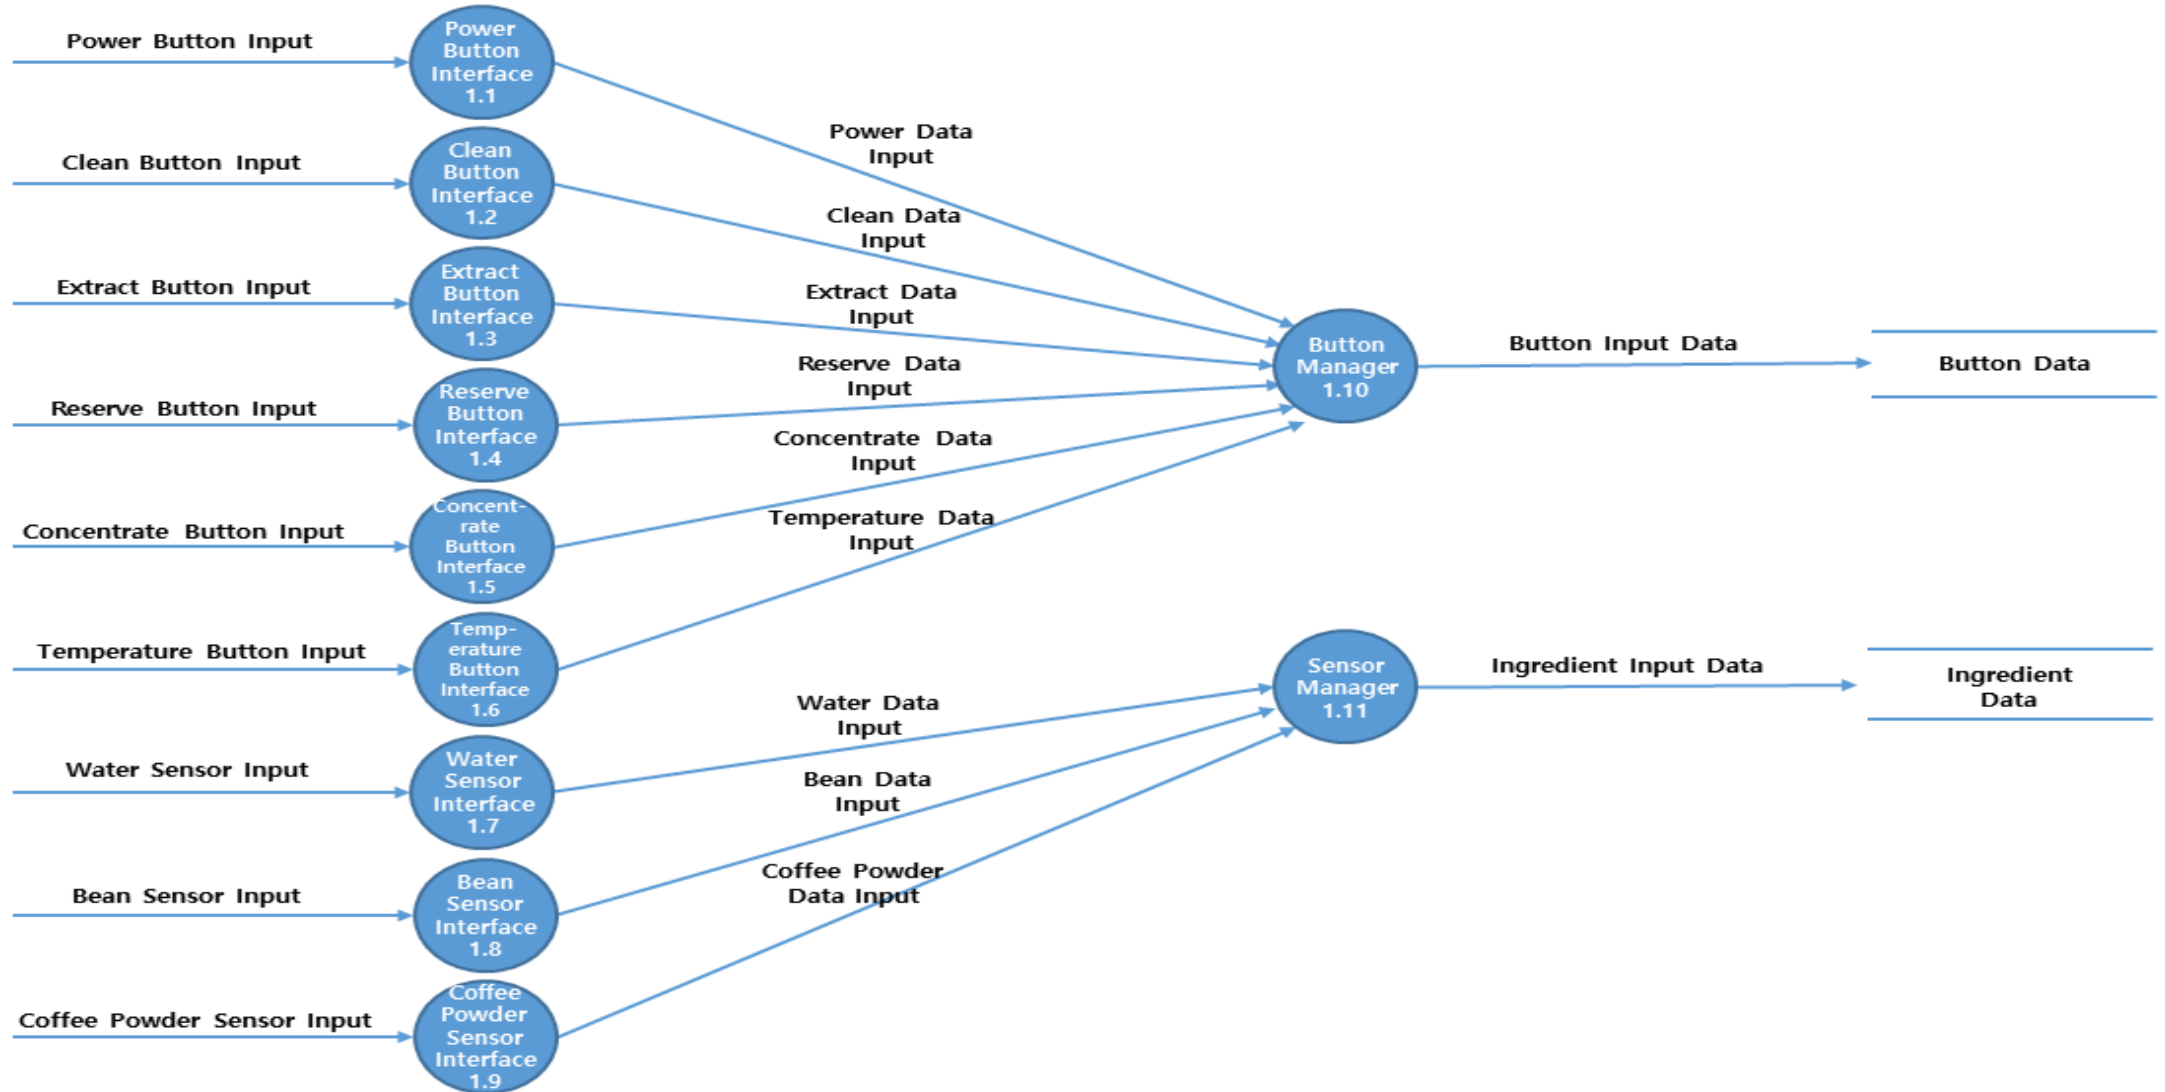 Power Button Input
Power
Button
Interface
1.1
Power Data
Input
Clean Button Input
Clean
Button
Interface
1.2
Clean Data
Input
Extract Button Input
Extract
Button
Interface
1.3
Extract Data
Input
Reserve Button Input
Reserve
Button
Interface
1.4
Reserve Data
Input
Concentrate Button Input
Concent-
rate
Button
Interface
1.5
Concentrate Data
Input
Temperature Button Input
Temp-
erature
Button
Interface
1.6
Temperature Data
Input
Button
Manager
1.10
Button Input Data
Button Data
Water Sensor Input
Water
Sensor
Interface
1.7
Water Data
Input
Bean Sensor Input
Bean
Sensor
Interface
1.8
Bean Data
Input
Coffee Powder Sensor Input
Coffee
Powder
Sensor
Interface
1.9
Coffee Powder
Data Input
Sensor
Manager
1.11
Ingredient Input Data
Ingredient
Data